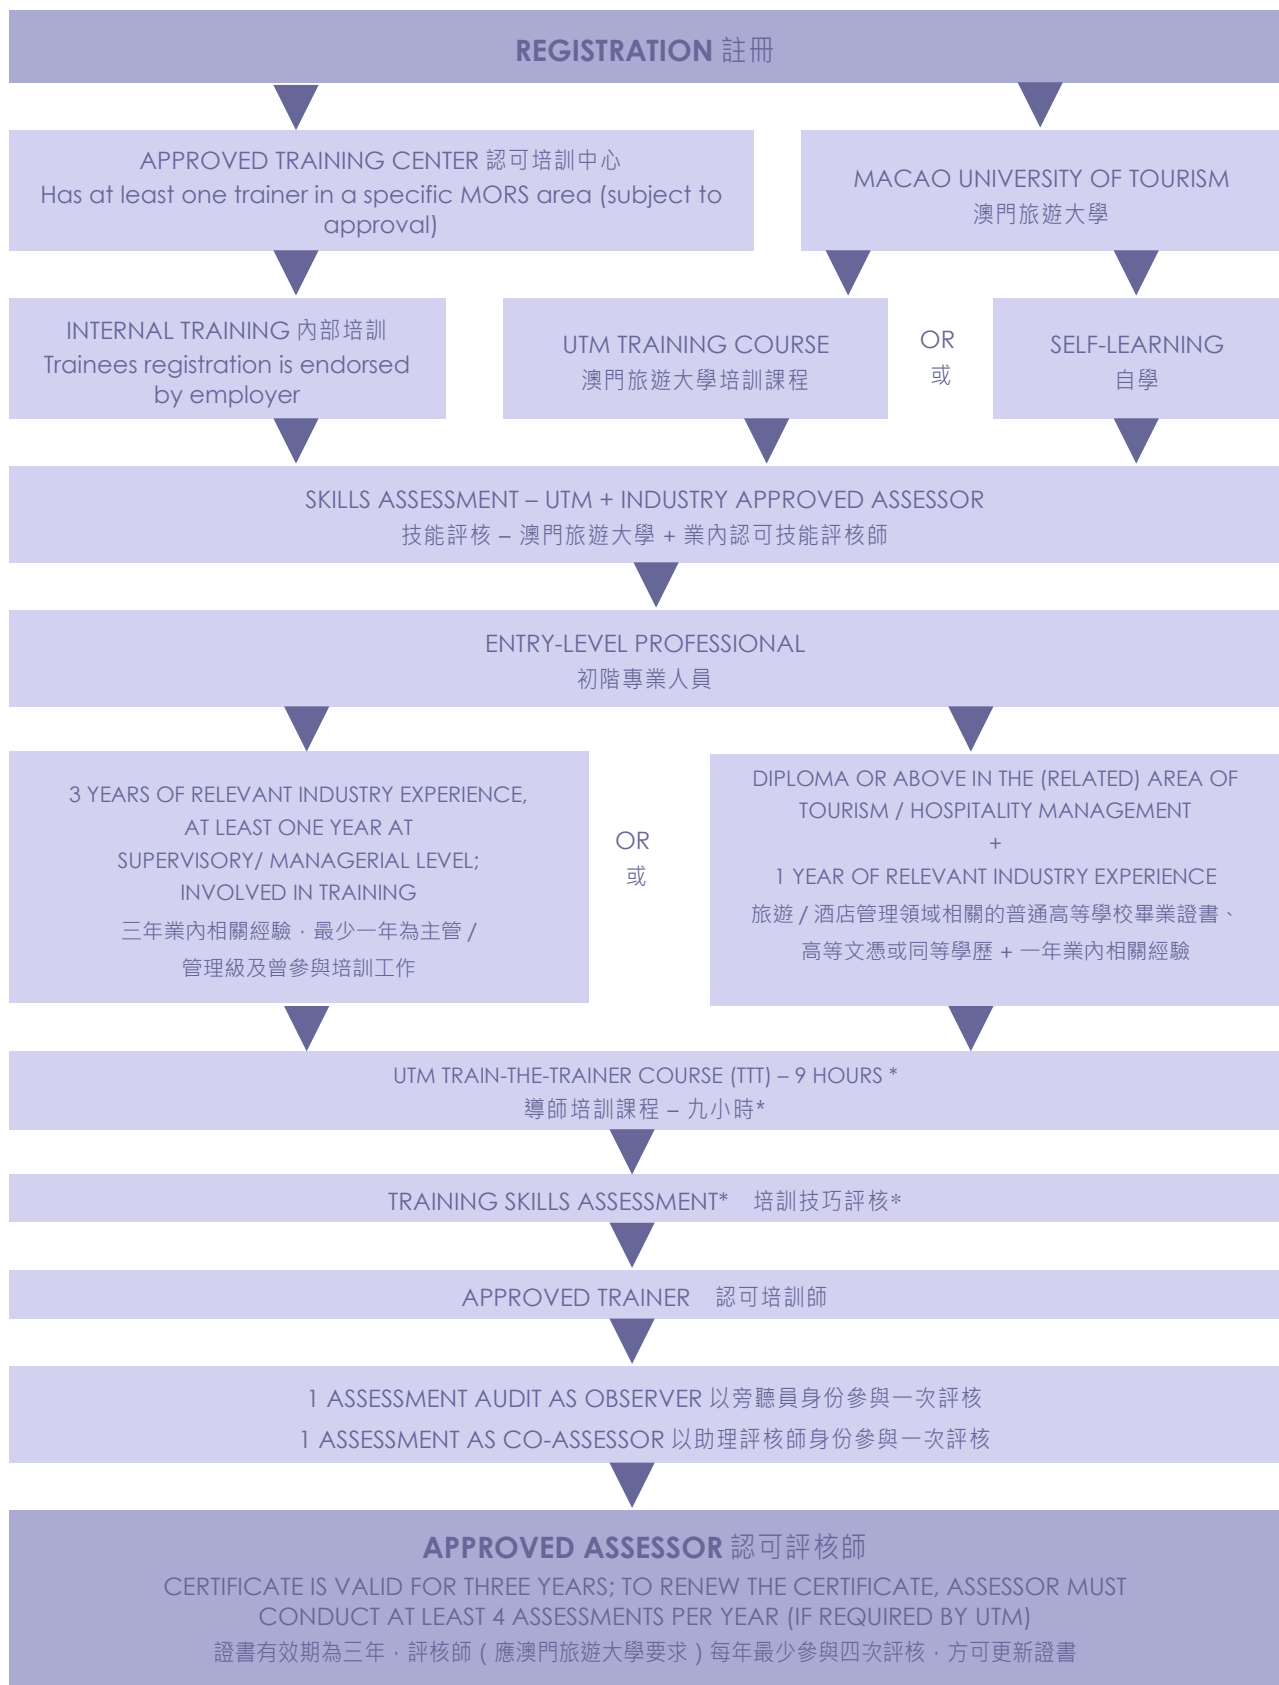 REGISTRATION 註冊
APPROVED TRAINING CENTER 認可培訓中心
Has at least one trainer in a specific MORS area (subject to
approval)
MACAO UNIVERSITY OF TOURISM
澳門旅遊大學
INTERNAL TRAINING 內部培訓
Trainees registration is endorsed
by employer
UTM TRAINING COURSE
澳門旅遊大學培訓課程
OR
或
SELF-LEARNING
自學
SKILLS ASSESSMENT – UTM + INDUSTRY APPROVED ASSESSOR
技能評核 – 澳門旅遊大學 + 業內認可技能評核師
ENTRY-LEVEL PROFESSIONAL
初階專業人員
3 YEARS OF RELEVANT INDUSTRY EXPERIENCE,
AT LEAST ONE YEAR AT
SUPERVISORY/ MANAGERIAL LEVEL;
INVOLVED IN TRAINING
三年業內相關經驗，最少一年為主管 /
管理級及曾參與培訓工作
OR
或
DIPLOMA OR ABOVE IN THE (RELATED) AREA OF
TOURISM / HOSPITALITY MANAGEMENT
+
1 YEAR OF RELEVANT INDUSTRY EXPERIENCE
旅遊 / 酒店管理領域相關的普通高等學校畢業證書、
高等文憑或同等學歷 + 一年業內相關經驗
UTM TRAIN-THE-TRAINER COURSE (TTT) – 9 HOURS *
導師培訓課程 – 九小時*
TRAINING SKILLS ASSESSMENT* 培訓技巧評核*
APPROVED TRAINER 認可培訓師
1 ASSESSMENT AUDIT AS OBSERVER 以旁聽員身份參與一次評核
1 ASSESSMENT AS CO-ASSESSOR 以助理評核師身份參與一次評核
APPROVED ASSESSOR 認可評核師
CERTIFICATE IS VALID FOR THREE YEARS; TO RENEW THE CERTIFICATE, ASSESSOR MUST
CONDUCT AT LEAST 4 ASSESSMENTS PER YEAR (IF REQUIRED BY UTM)
證書有效期為三年，評核師（應澳門旅遊大學要求）每年最少參與四次評核，方可更新證書